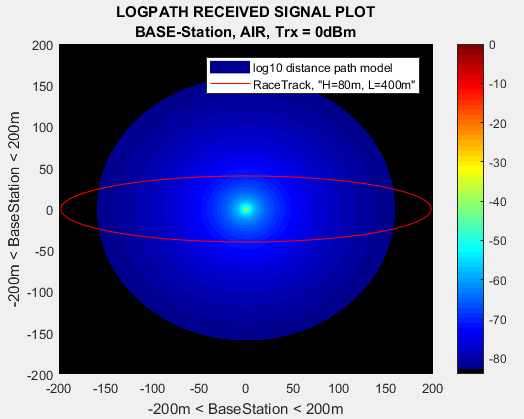 LOGPATH RECEIVED SIGNAL PLOT
BASE-Station, AIR, Trx = 0dBm
log10 distance path model
RaceTrack, "H=80m, L=400m"
200
150
100
50
0
-50
-100
-150
-200
-200m < BaseStation < 200m
-200 -150 -100 -50 0 50 100 150 200
-200m < BaseStation < 200m
0
-10
-20
-30
-40
-50
-60
-70
-80